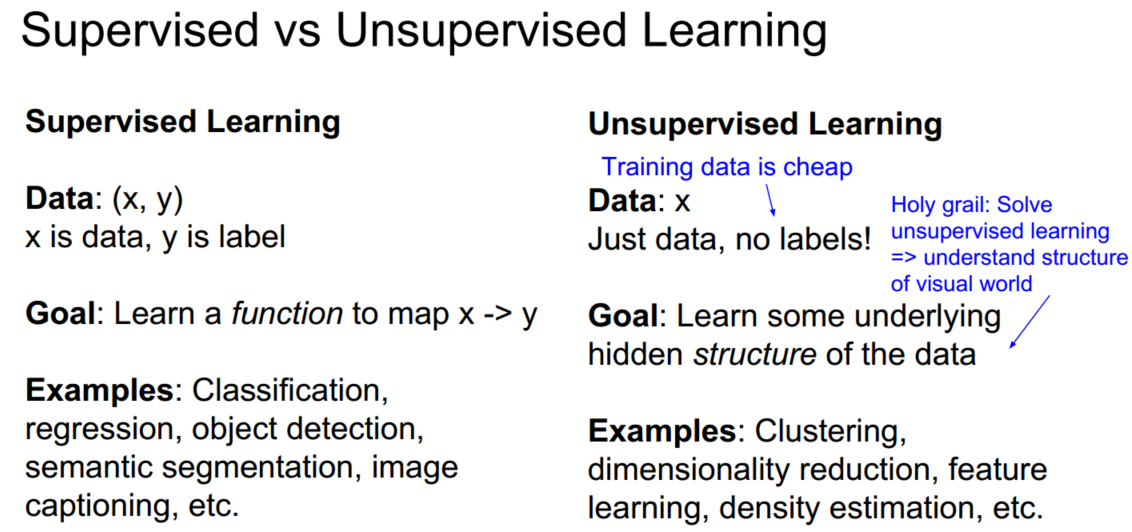 Supervised vs Unsupervised Learning
Supervised Learning
Data: (x, y)
x is data, y is label
Goal: Learn a function to map x -> y
Examples: Classification,
regression, object detection,
semantic segmentation, image
captioning, etc.
Unsupervised Learning
Training data is cheap
Data: x
Just data, no labels!
Holy grail: Solve
unsupervised learning
=> understand structure
of visual world
Goal: Learn some underlying
hidden structure of the data
Examples: Clustering,
dimensionality reduction, feature
learning, density estimation, etc.